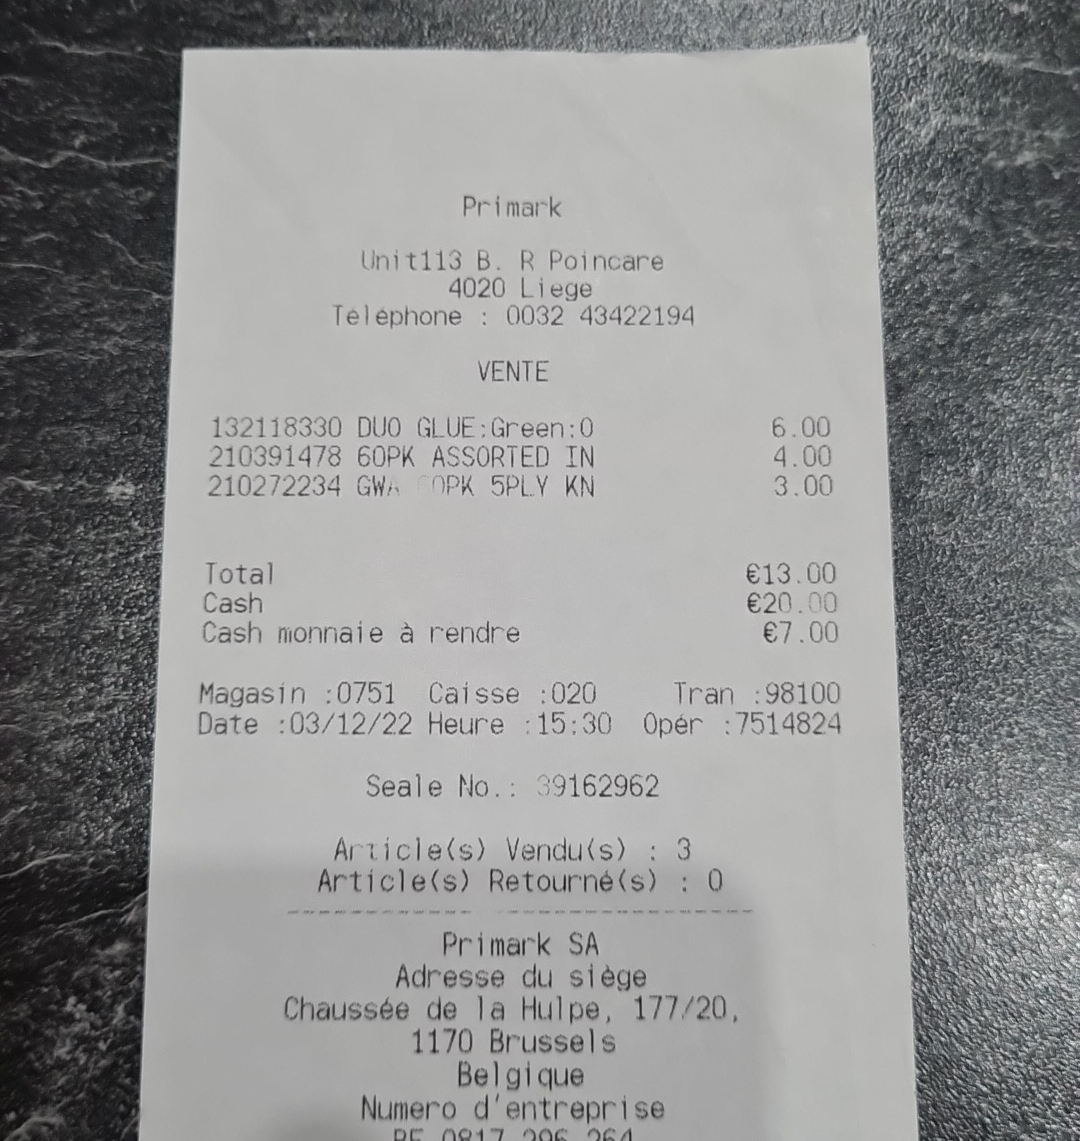 Primark
Unit113 B. R Poincare
4020 Liege
Téléphone : 0032 43422194
VENTE
132118330 DUO GLUE:Green:0 6.00
210391478 60PK ASSORTED IN 4.00
210272234 GWA 5PLY KN 3.00
Total €13.00
Cash €20.00
Cash monnaie à rendre €7.00
Magasin :0751 Caisse :020 Tran :98100
Date :03/12/22 Heure :15:30 Opér :7514824
Seale No.: 39162962
Article(s) Vendu(s) : 3
Article(s) Retourné(s) : 0
Primark SA
Adresse du siège
Chaussée de la Hulpe, 177/20,
1170 Brussels
Belgique
Numero d'entreprise
BE 0817 296 264